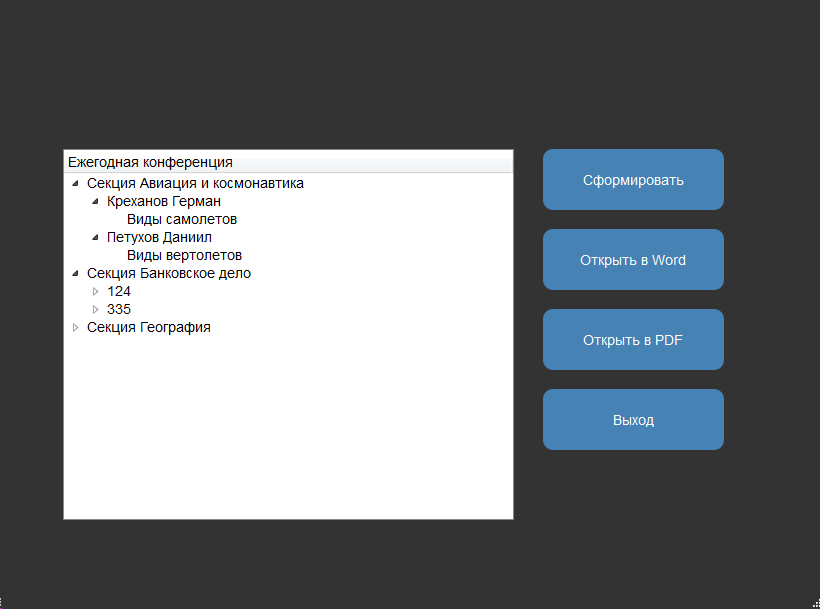 Ежегодная конференция
Секция Авиация и космонавтика
Креханов Герман
Виды самолетов
Петухов Даниил
Виды вертолетов
Секция Банковское дело
124
335
Секция География
Сформировать
Открыть в Word
Открыть в PDF
Выход